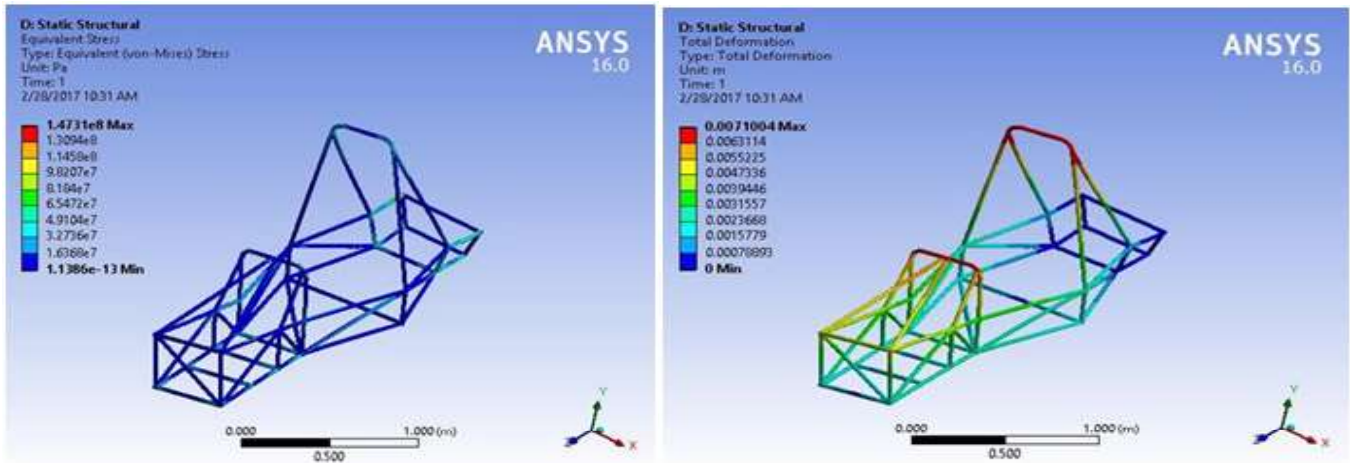 D: Static Structural
Equivalent Stress
Type: Equivalent (von-Mises) Stress
Unit: Pa
Time: 1
2/28/2017 10:31 AM
ANSYS
16.0
1.4731e8 Max
1.3094e8
1.1458e8
9.8207e7
8.184e7
6.5472e7
4.9104e7
3.2736e7
1.6368e7
1.1386e-13 Min
0.000
1.000 (m)
0.500
Y
Z
X
D: Static Structural
Total Deformation
Type: Total Deformation
Unit: m
Time: 1
2/28/2017 10:31 AM
ANSYS
16.0
0.0071004 Max
0.0063114
0.0055225
0.0047336
0.0039446
0.0031557
0.0023668
0.0015779
0.00078893
0 Min
0.000
1.000 (m)
0.500
Y
Z
X